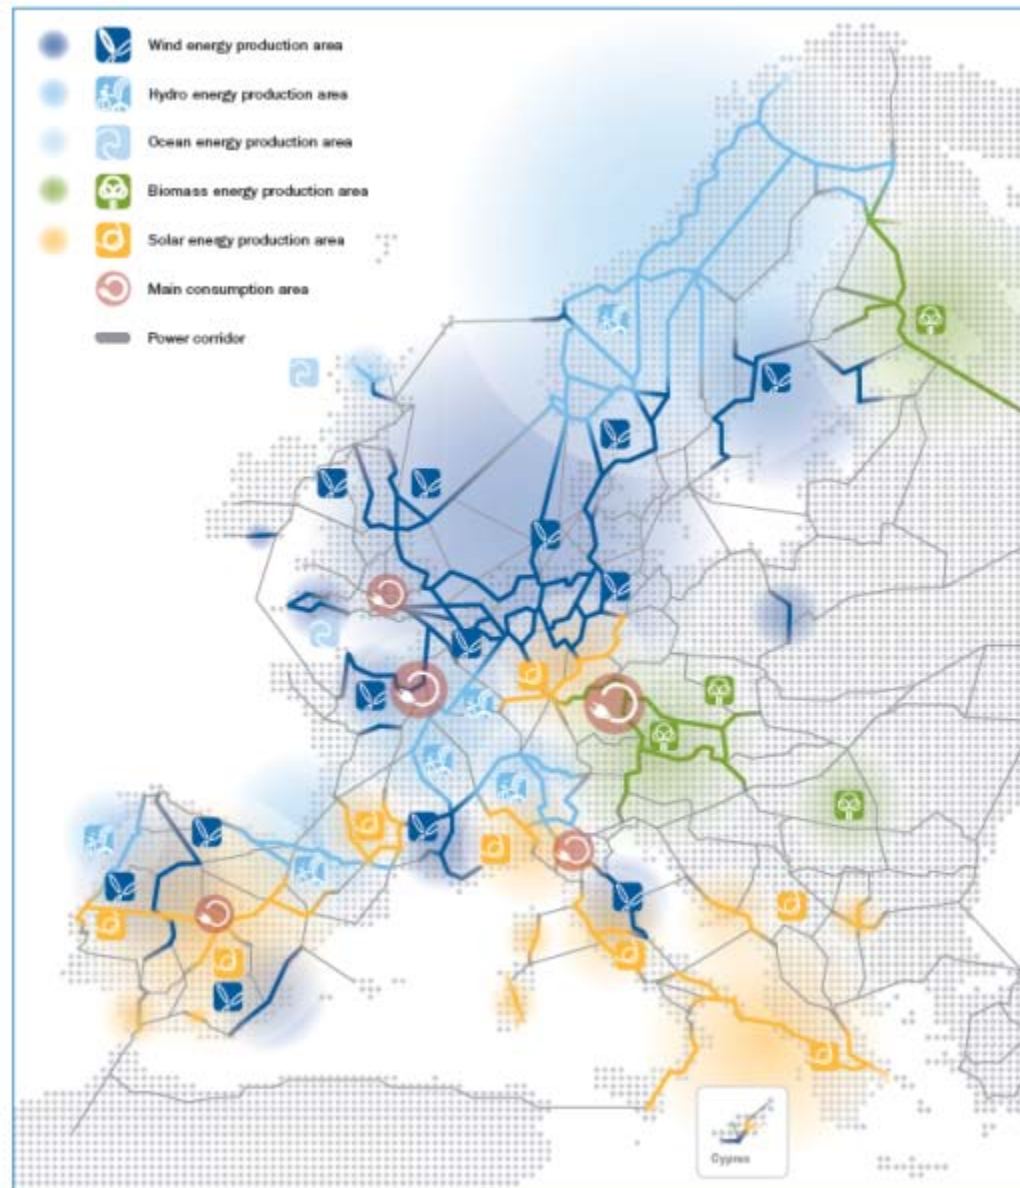 Wind energy production area
Hydro energy production area
Ocean energy production area
Biomass energy production area
Solar energy production area
Main consumption area
Power corridor
Cyprus